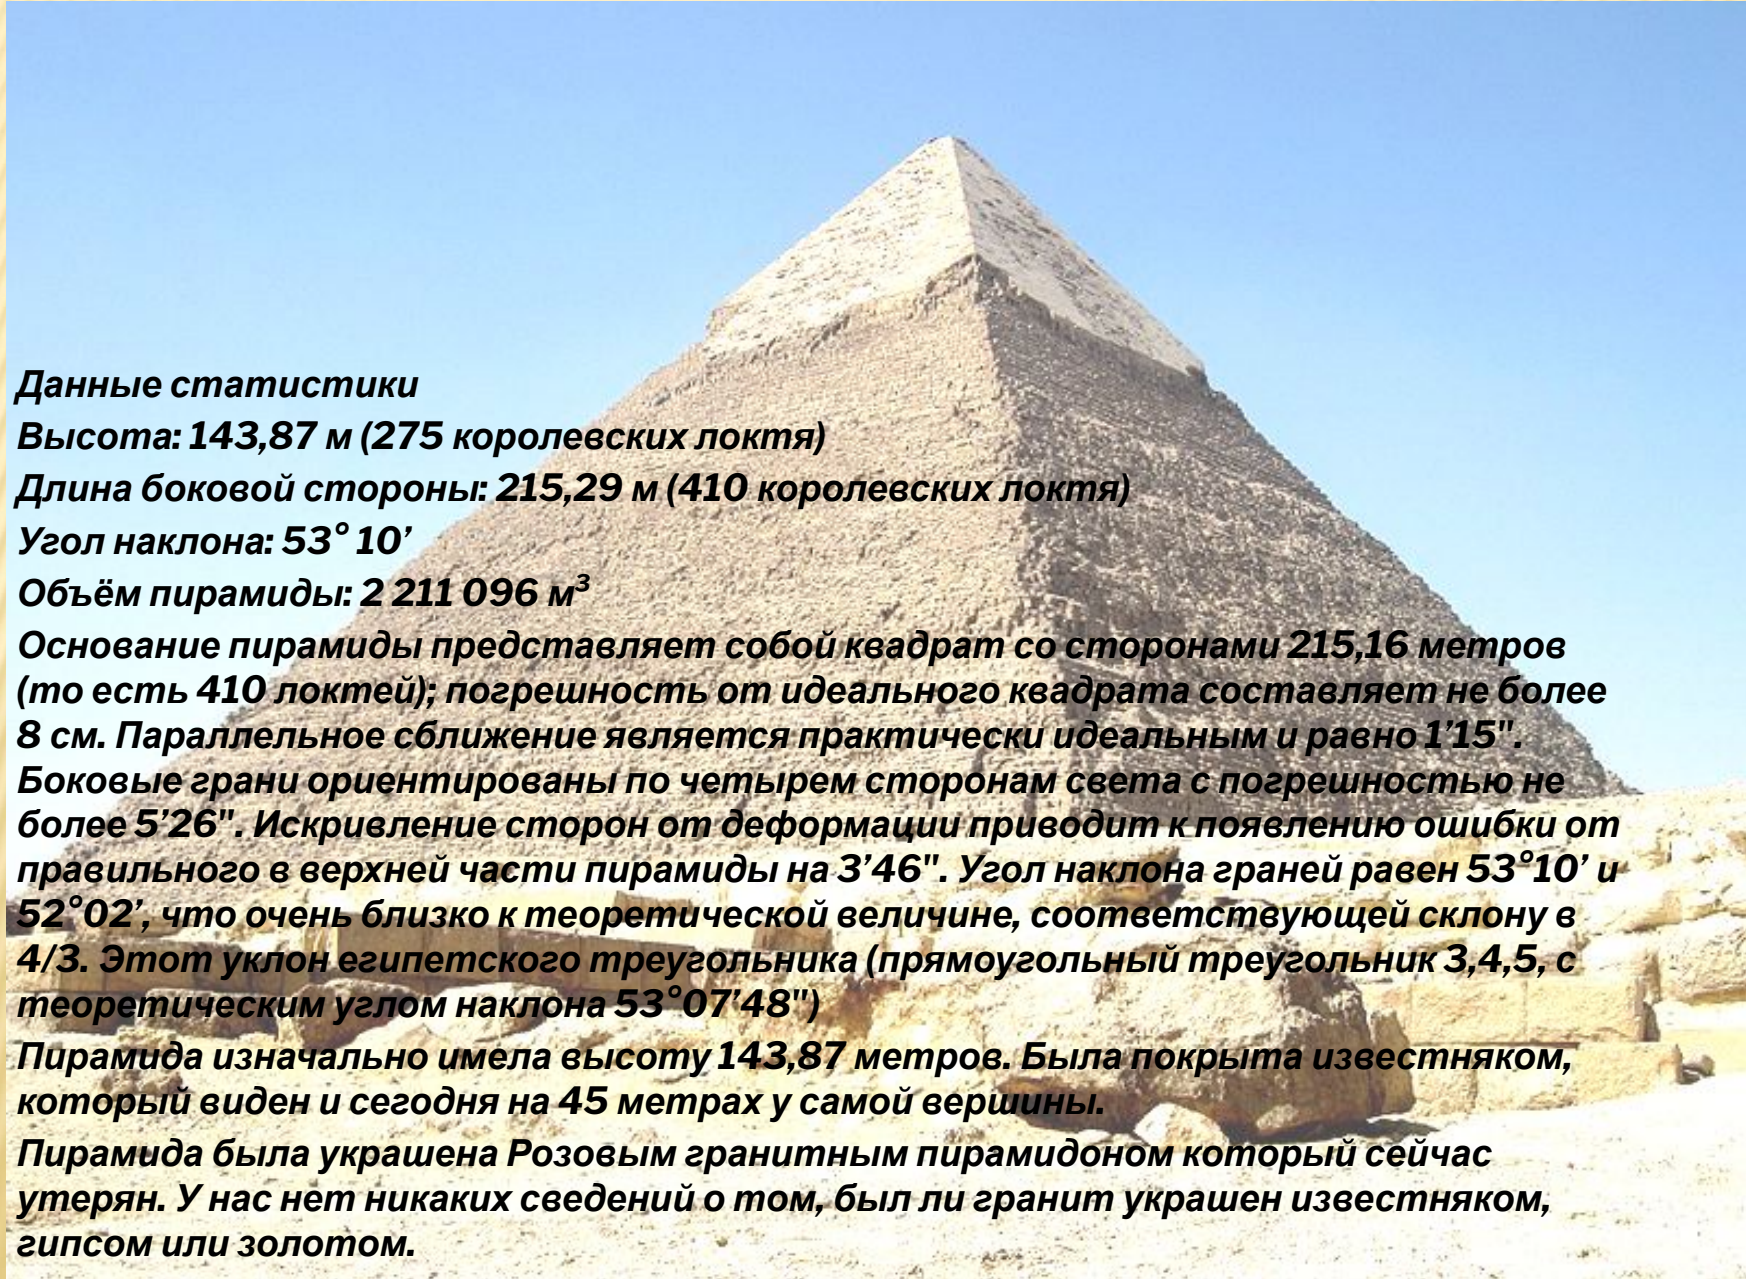 Данные статистики
Высота: 143,87 м (275 королевских локтя)
Длина боковой стороны: 215,29 м (410 королевских локтя)
Угол наклона: 53° 10’
Объём пирамиды: 2 211 096 м³
Основание пирамиды представляет собой квадрат со сторонами 215,16 метров
(то есть 410 локтей); погрешность от идеального квадрата составляет не более
8 см. Параллельное сближение является практически идеальным и равно 1’15".
Боковые грани ориентированы по четырем сторонам света с погрешностью не
более 5’26". Искривление сторон от деформации приводит к появлению ошибки от
правильного в верхней части пирамиды на 3’46". Угол наклона граней равен 53°10’ и
52°02’, что очень близко к теоретической величине, соответствующей склону в
4/3. Этот уклон египетского треугольника (прямоугольный треугольник 3,4,5, с
теоретическим углом наклона 53°07’48")
Пирамида изначально имела высоту 143,87 метров. Была покрыта известняком,
который виден и сегодня на 45 метрах у самой вершины.
Пирамида была украшена Розовым гранитным пирамидоном который сейчас
утерян. У нас нет никаких сведений о том, был ли гранит украшен известняком,
гипсом или золотом.